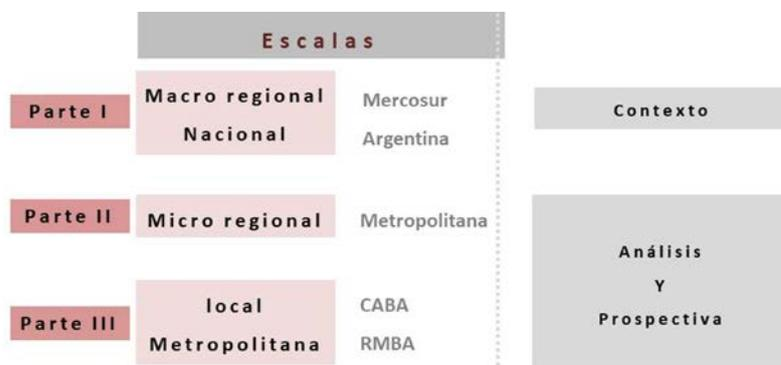 Escalas
Parte I
Macro regional
Nacional
Mercosur
Argentina
Contexto
Parte II
Micro regional
Metropolitana
Análisis
Y
Prospectiva
Parte III
local
Metropolitana
CABA
RMBA